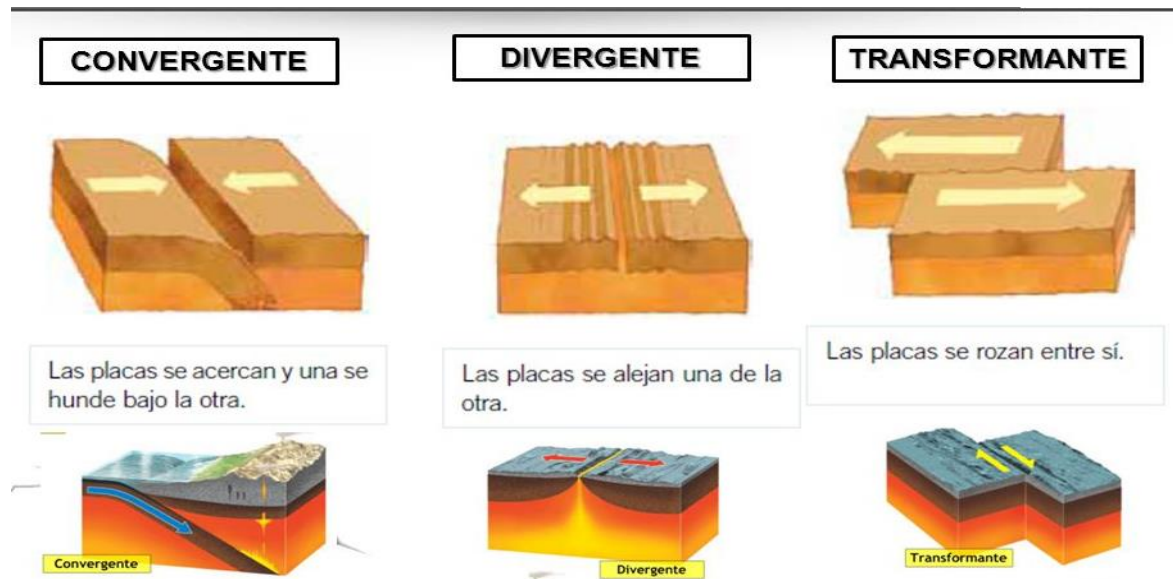 CONVERGENTE
DIVERGENTE
TRANSFORMANTE
Las placas se acercan y una se
hunde bajo la otra.
Las placas se alejan una de la
otra.
Las placas se rozan entre sí.
Convergente
Divergente
Transformante